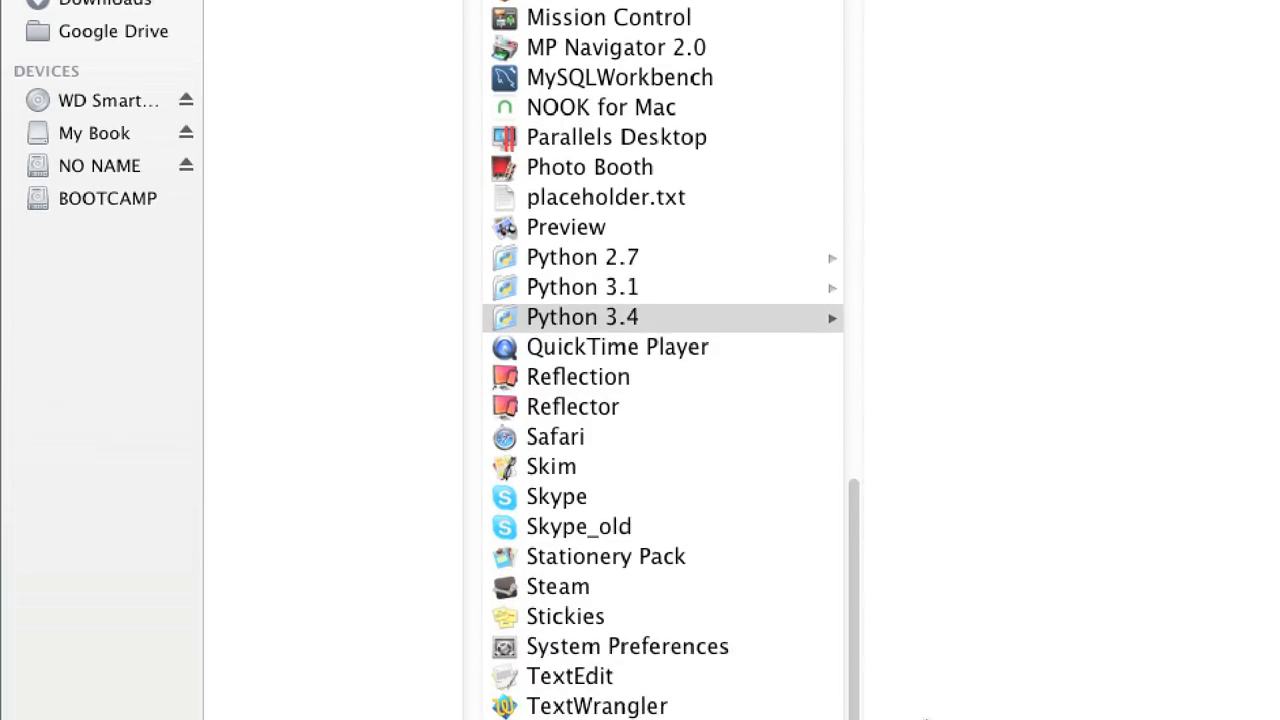 Downloads
Google Drive
DEVICES
WD Smart...
My Book
NO NAME
BOOTCAMP
Mission Control
MP Navigator 2.0
MySQLWorkbench
NOOK for Mac
Parallels Desktop
Photo Booth
placeholder.txt
Preview
Python 2.7
Python 3.1
Python 3.4
QuickTime Player
Reflection
Reflector
Safari
Skim
Skype
Skype_old
Stationery Pack
Steam
Stickies
System Preferences
TextEdit
TextWrangler